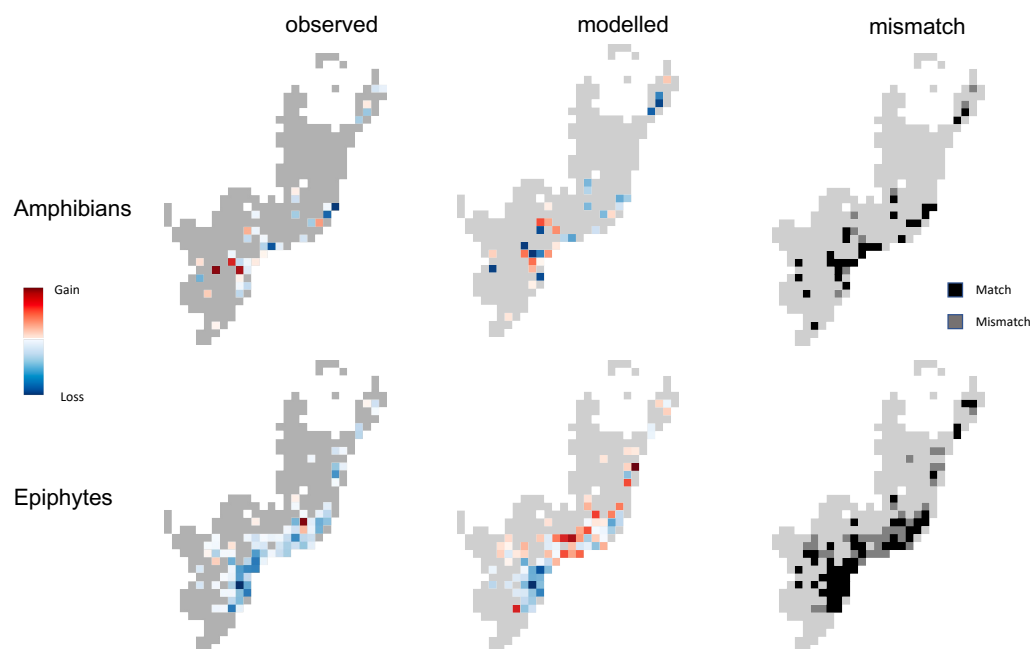 observed
modelled
mismatch
Amphibians
Gain
Loss
Match
Mismatch
Epiphytes